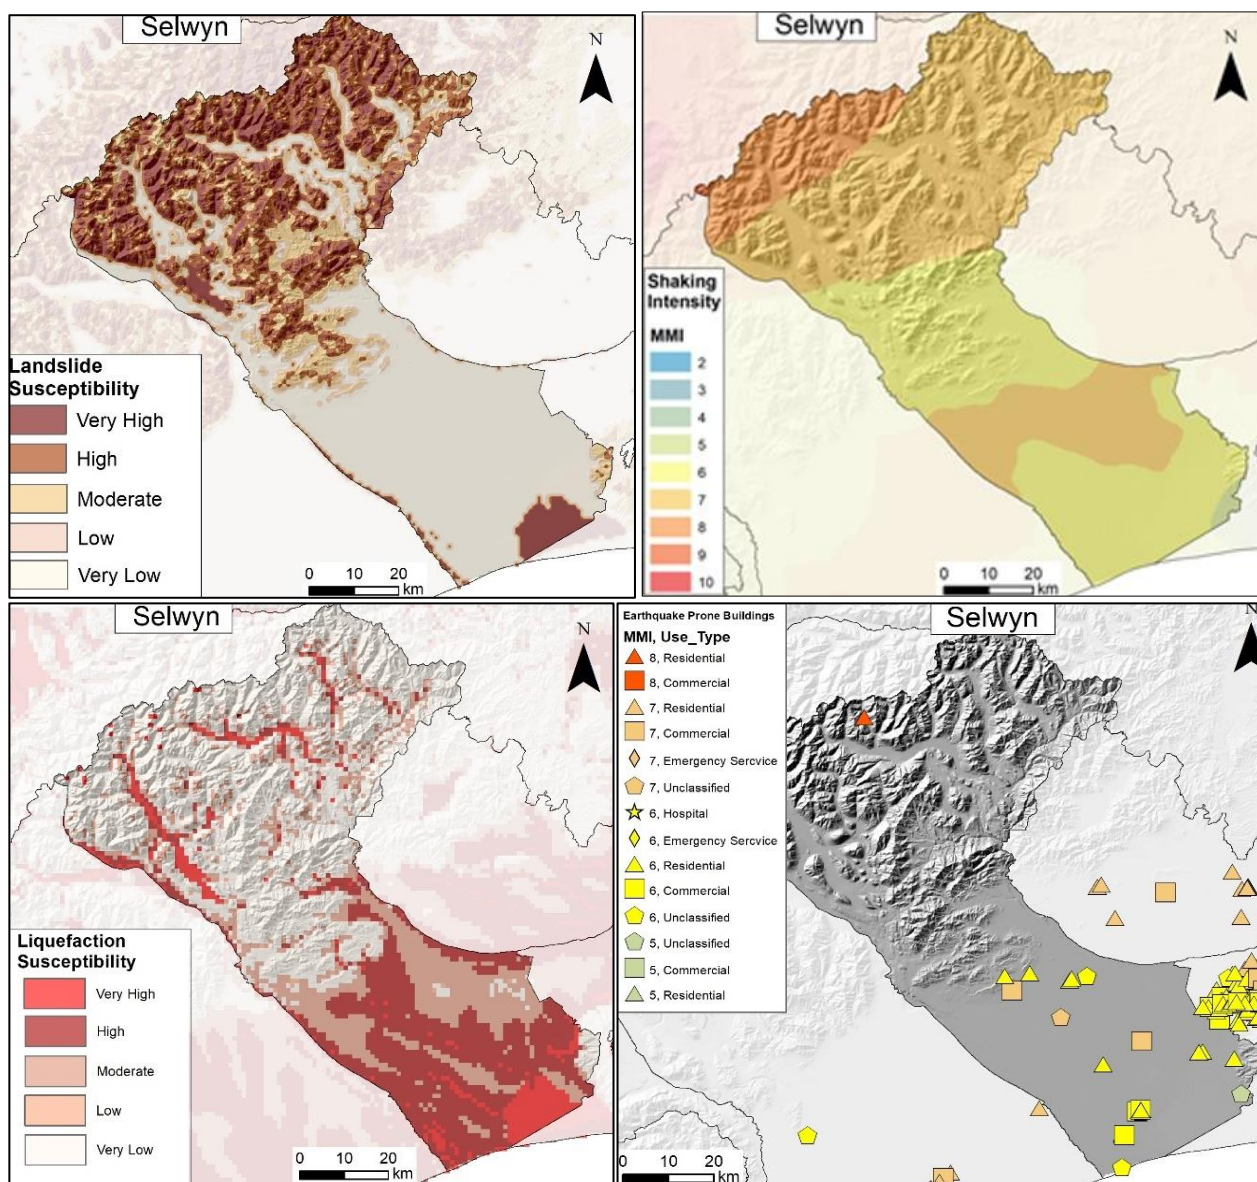 Selwyn
N
Landslide
Susceptibility
Very High
High
Moderate
Low
Very Low
0 10 20
km
Selwyn
N
Shaking
Intensity
MMI
2
3
4
5
6
7
8
9
10
0 10 20
km
Selwyn
N
Liquefaction
Susceptibility
Very High
High
Moderate
Low
Very Low
0 10 20
km
Earthquake Prone Buildings
MMI, Use_Type
8, Residential
8, Commercial
7, Residential
7, Commercial
7, Emergency Sercvice
7, Unclassified
6, Hospital
6, Emergency Sercvice
6, Residential
6, Commercial
6, Unclassified
5, Unclassified
5, Commercial
5, Residential
Selwyn
N
0 10 20
km